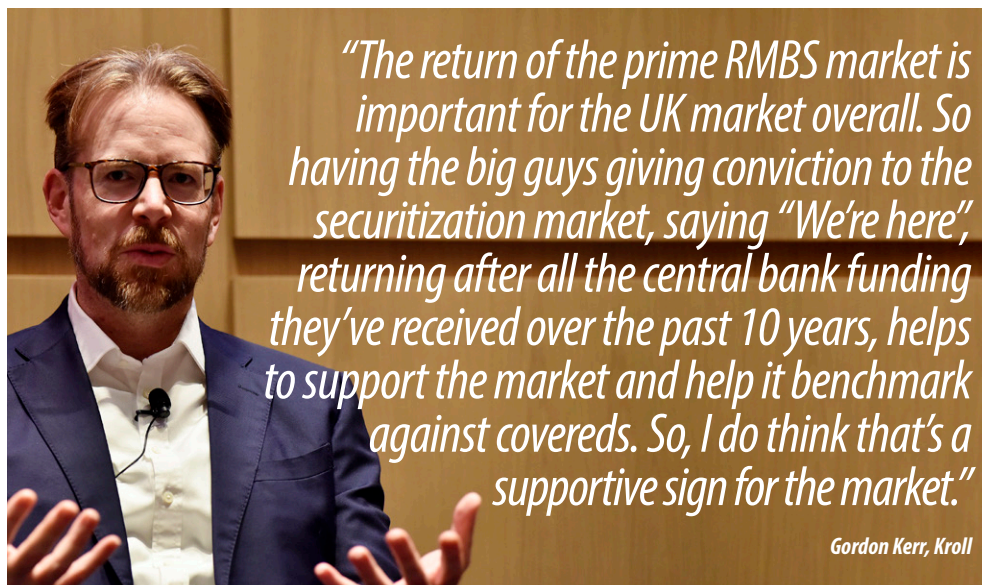 “The return of the prime RMBS market is
important for the UK market overall. So
having the big guys giving conviction to the
securitization market, saying “We’re here”,
returning after all the central bank funding
they’ve received over the past 10 years, helps
to support the market and help it benchmark
against covereds. So, I do think that’s a
supportive sign for the market.”
Gordon Kerr, Kroll